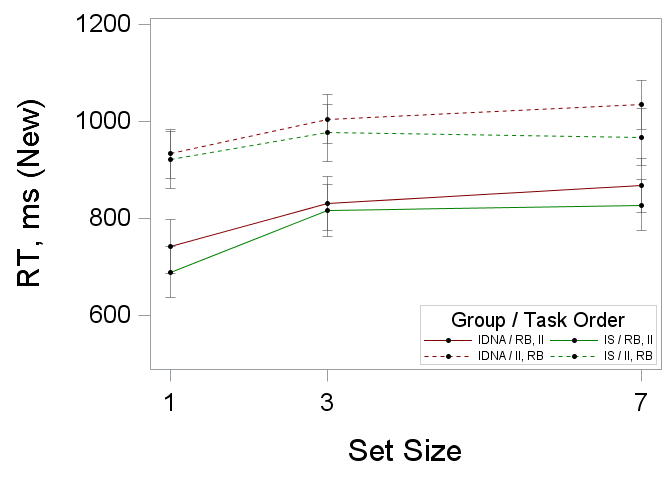 1200
1000
800
600
RT, ms (New)
1 3 7
Set Size
Group / Task Order
IDNA / RB, II IS / RB, II
IDNA / II, RB IS / II, RB